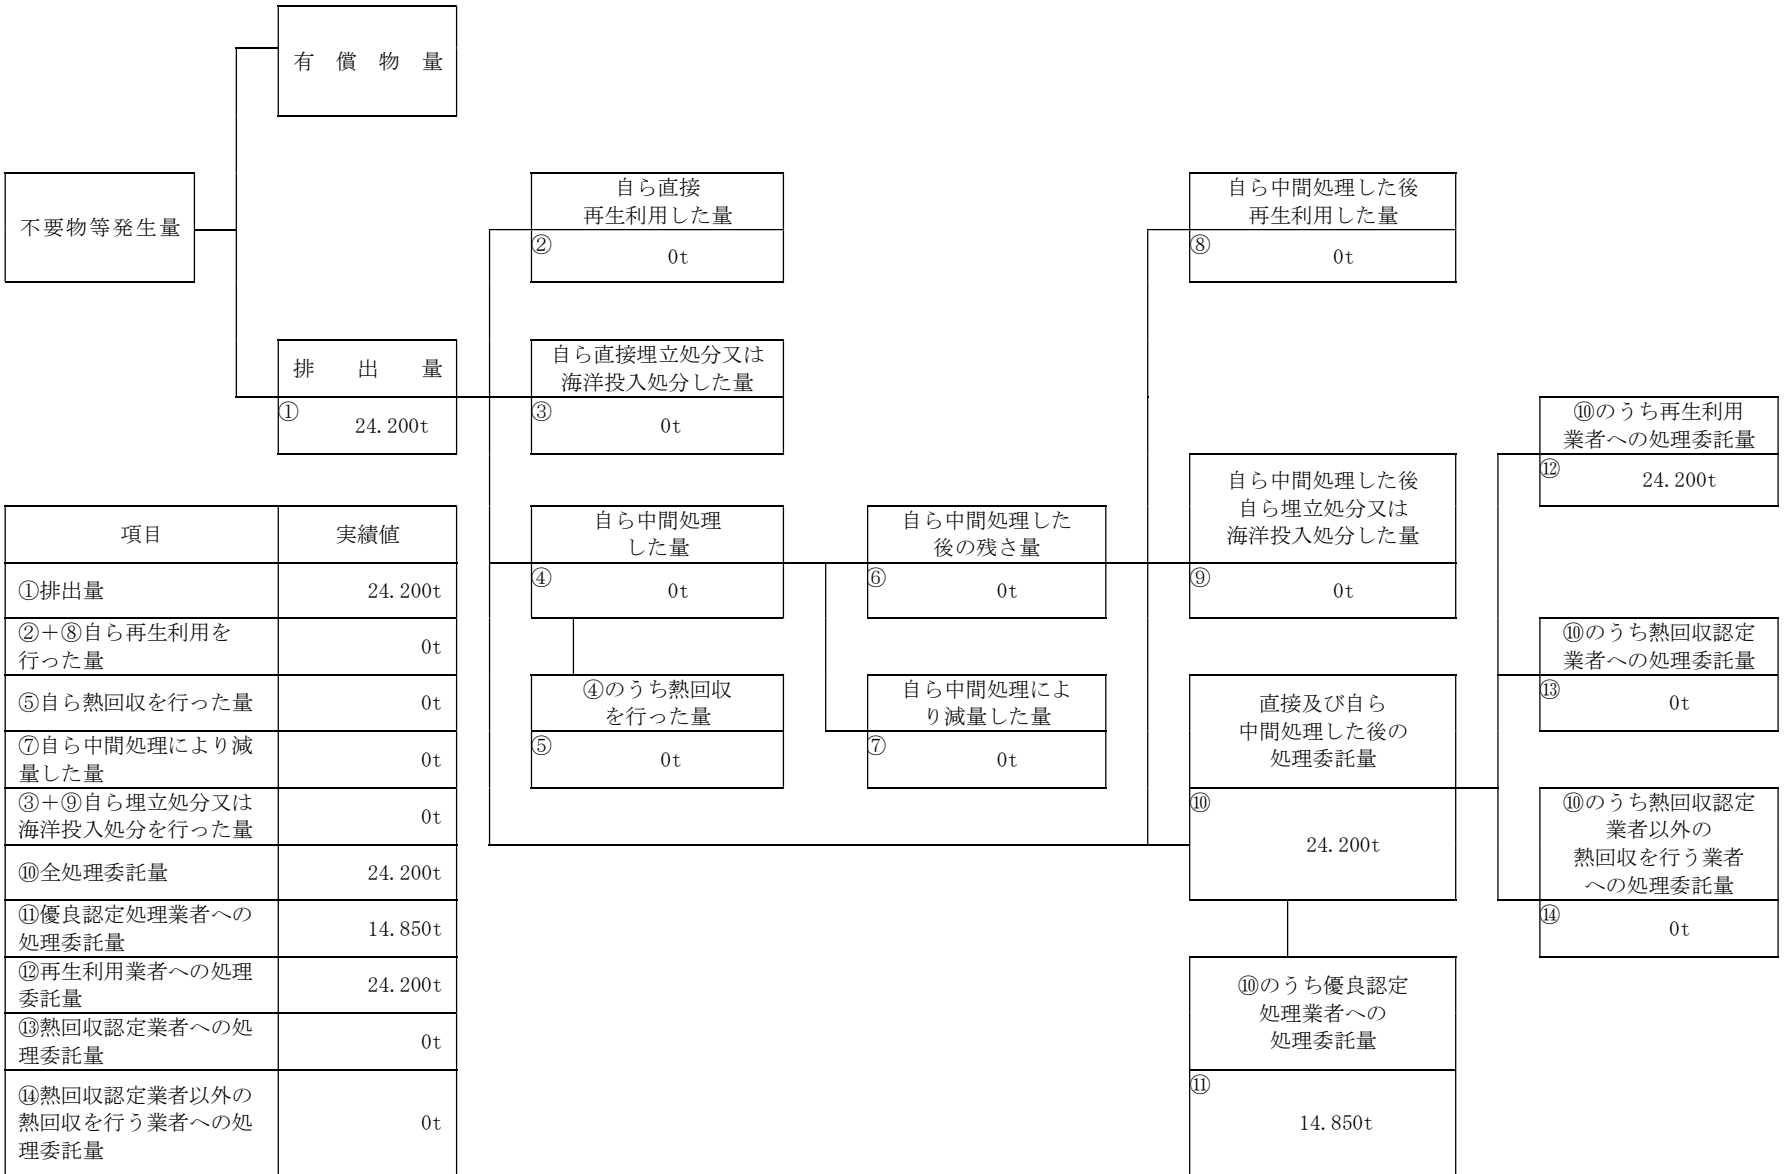 有 償 物 量
不要物等発生量
自ら直接
再生利用した量
②
0t
自ら中間処理した後
再生利用した量
⑧
0t
排 出 量
①
24.200t
自ら直接埋立処分又は
海洋投入処分した量
③
0t
⑩のうち再生利用
業者への処理委託量
⑫
24.200t
自ら中間処理した後
自ら埋立処分又は
海洋投入処分した量
⑨
0t
自ら中間処理
した量
④
0t
自ら中間処理した
後の残さ量
⑥
0t
⑩のうち熱回収認定
業者への処理委託量
⑬
0t
④のうち熱回収
を行った量
⑤
0t
自ら中間処理によ
り減量した量
⑦
0t
直接及び自ら
中間処理した後の
処理委託量
⑩
24.200t
⑩のうち熱回収認定
業者以外の
熱回収を行う業者
への処理委託量
⑭
0t
⑩のうち優良認定
処理業者への
処理委託量
⑪
14.850t
項目 実績値
①排出量 24.200t
②＋⑧自ら再生利用を
行った量 0t
⑤自ら熱回収を行った量 0t
⑦自ら中間処理により減
量した量 0t
③＋⑨自ら埋立処分又は
海洋投入処分を行った量 0t
⑩全処理委託量 24.200t
⑪優良認定処理業者への
処理委託量 14.850t
⑫再生利用業者への処理
委託量 24.200t
⑬熱回収認定業者への処
理委託量 0t
⑭熱回収認定業者以外の
熱回収を行う業者への処
理委託量 0t